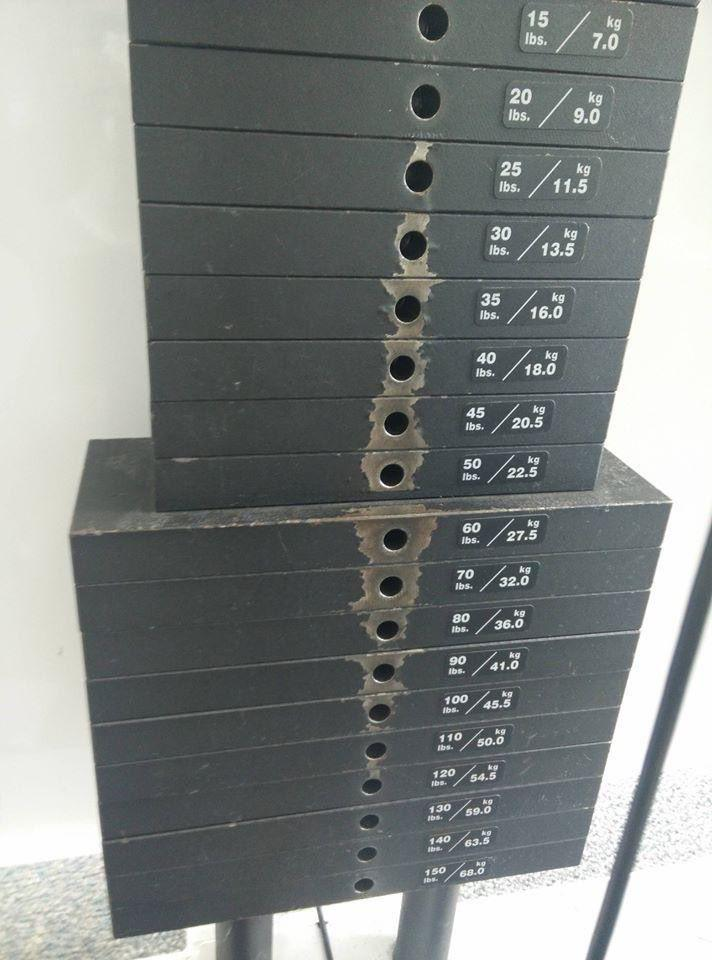 15 lbs. / kg 7.0
20 lbs. / kg 9.0
25 lbs. / kg 11.5
30 lbs. / kg 13.5
35 lbs. / kg 16.0
40 lbs. / kg 18.0
45 lbs. / kg 20.5
50 lbs. / kg 22.5
60 lbs. / kg 27.5
70 lbs. / kg 32.0
80 lbs. / kg 36.0
90 lbs. / kg 41.0
100 lbs. / kg 45.5
110 lbs. / kg 50.0
120 lbs. / kg 54.5
130 lbs. / kg 59.0
140 lbs. / kg 63.5
150 lbs. / kg 68.0